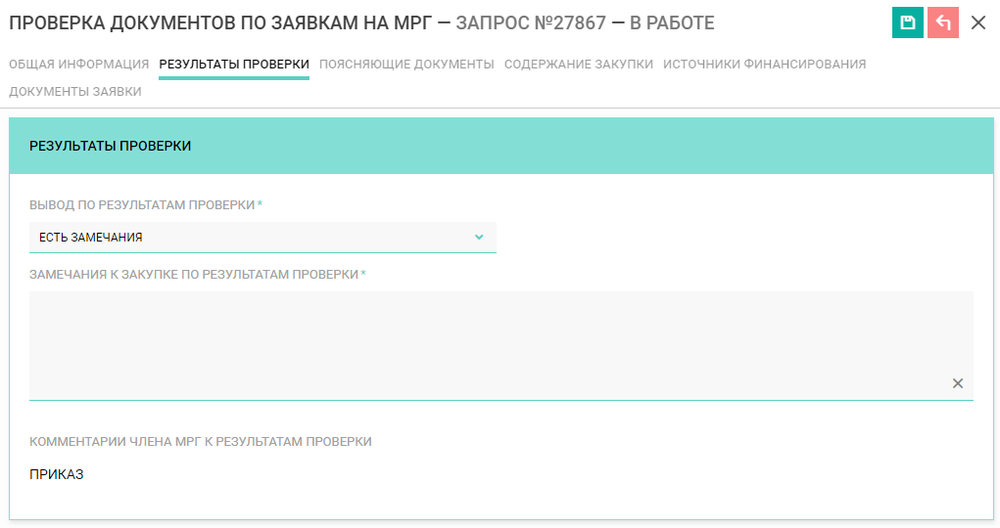 ПРОВЕРКА ДОКУМЕНТОВ ПО ЗАЯВКАМ НА МРГ — ЗАПРОС №27867 — В РАБОТЕ
ОБЩАЯ ИНФОРМАЦИЯ РЕЗУЛЬТАТЫ ПРОВЕРКИ ПОЯСНЯЮЩИЕ ДОКУМЕНТЫ СОДЕРЖАНИЕ ЗАКУПКИ ИСТОЧНИКИ ФИНАНСИРОВАНИЯ
ДОКУМЕНТЫ ЗАЯВКИ
РЕЗУЛЬТАТЫ ПРОВЕРКИ
ВЫВОД ПО РЕЗУЛЬТАТАМ ПРОВЕРКИ *
ЕСТЬ ЗАМЕЧАНИЯ
ЗАМЕЧАНИЯ К ЗАКУПКЕ ПО РЕЗУЛЬТАТАМ ПРОВЕРКИ *
КОММЕНТАРИИ ЧЛЕНА МРГ К РЕЗУЛЬТАТАМ ПРОВЕРКИ
ПРИКАЗ